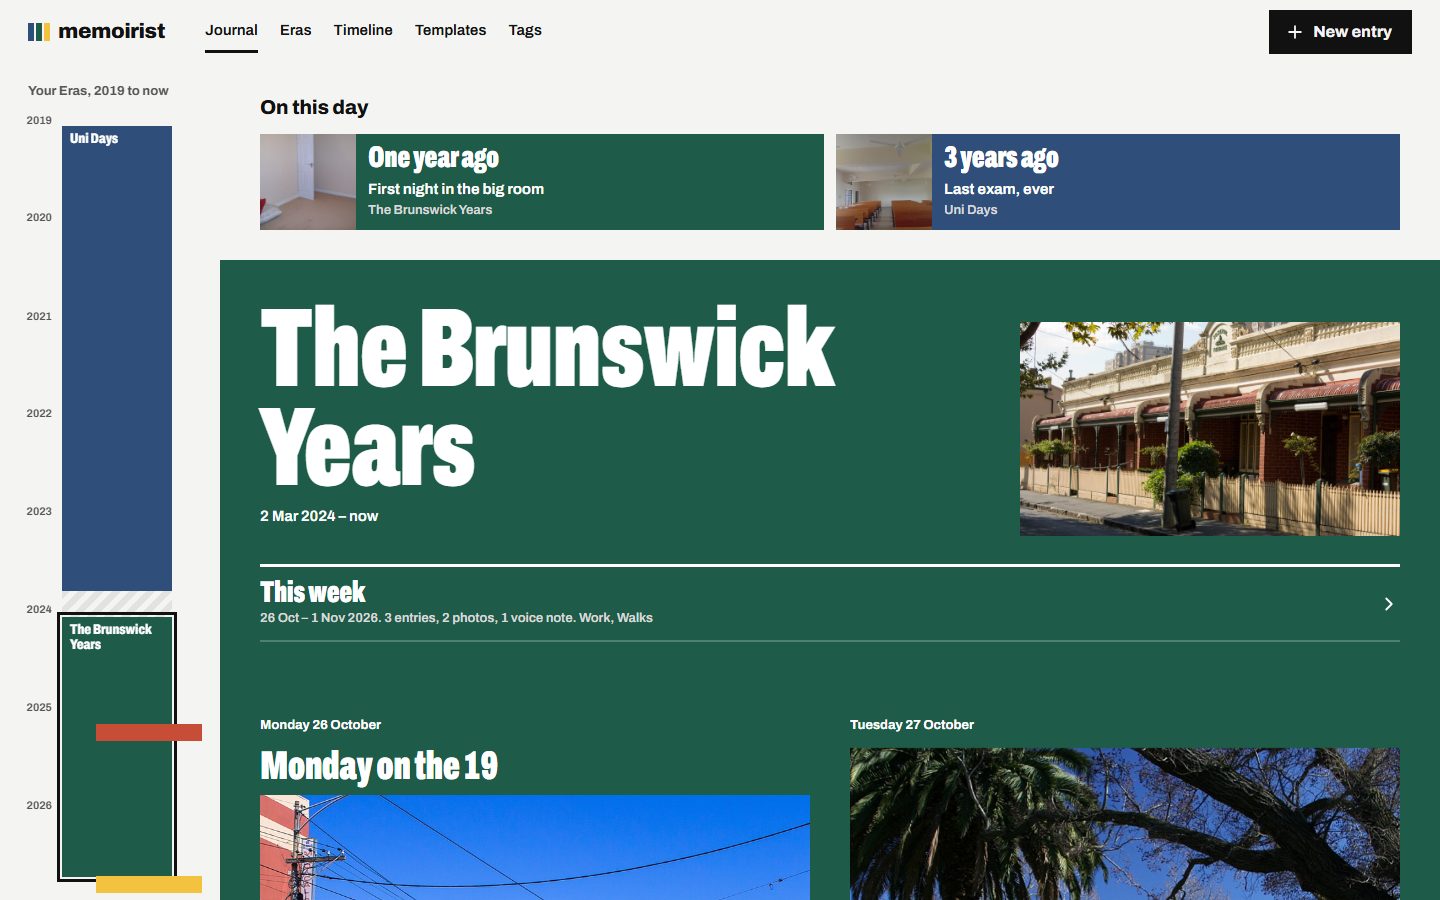 memoirist
Journal
Eras
Timeline
Templates
Tags
New entry
Your Eras, 2019 to now
2019
Uni Days
2020
2021
2022
2023
2024
The Brunswick
Years
2025
2026
On this day
One year ago
First night in the big room
The Brunswick Years
3 years ago
Last exam, ever
Uni Days
The Brunswick
Years
2 Mar 2024 – now
This week
26 Oct – 1 Nov 2026. 3 entries, 2 photos, 1 voice note. Work, Walks
Monday 26 October
Monday on the 19
Tuesday 27 October